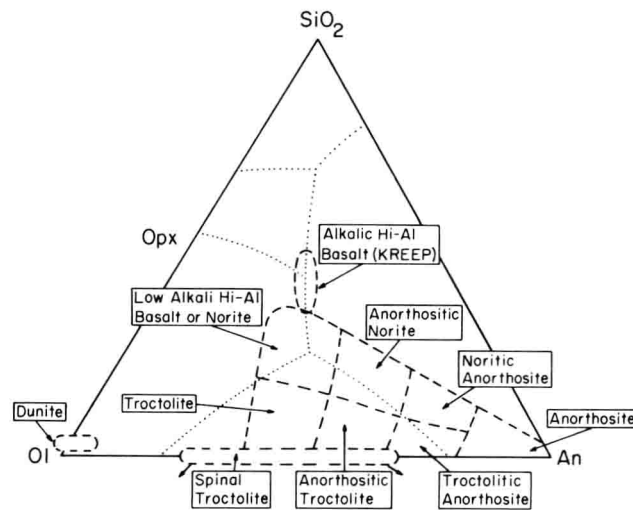 SiO2
Opx
Alkalic Hi-Al
Basalt (KREEP)
Low Alkali Hi-Al
Basalt or Norite
Anorthositic
Norite
Noritic
Anorthosite
Troctolite
Dunite
Anorthosite
Ol
An
Spinal
Troctolite
Anorthositic
Troctolite
Troctolitic
Anorthosite